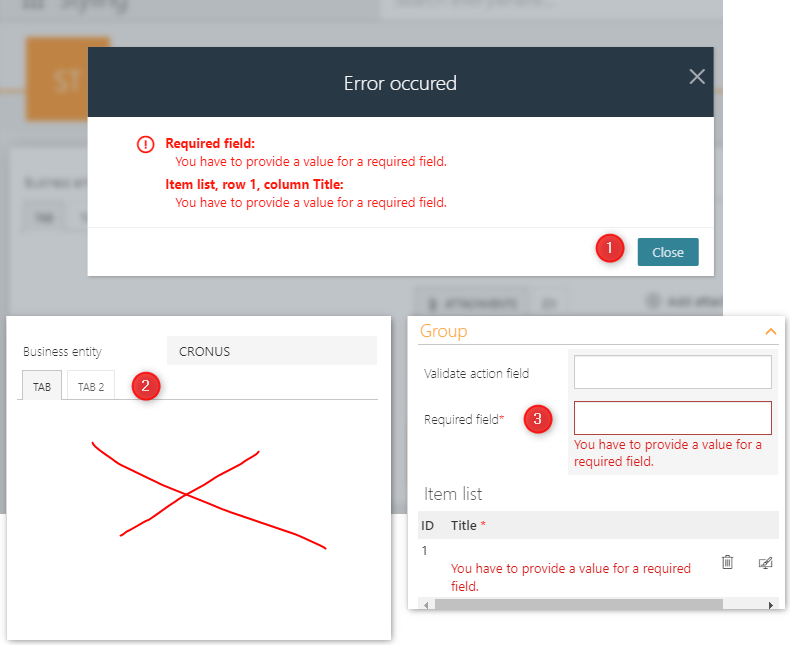 Styling
ST
Error occured
Required field:
You have to provide a value for a required field.
Item list, row 1, column Title:
You have to provide a value for a required field.
1
Close
Business entity
CRONUS
TAB
TAB 2
2
Group
Validate action field
Required field*
3
You have to provide a value for a
required field.
Item list
ID Title *
1
You have to provide a value for a required
field.